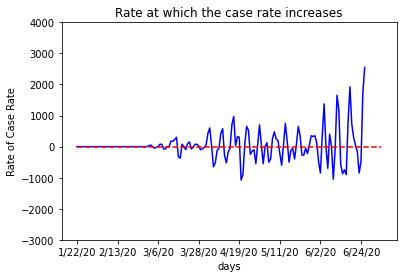 Rate at which the case rate increases
Rate of Case Rate
4000
3000
2000
1000
0
−1000
−2000
−3000
1/22/20 2/13/20 3/6/20 3/28/20 4/19/20 5/11/20 6/2/20 6/24/20
days